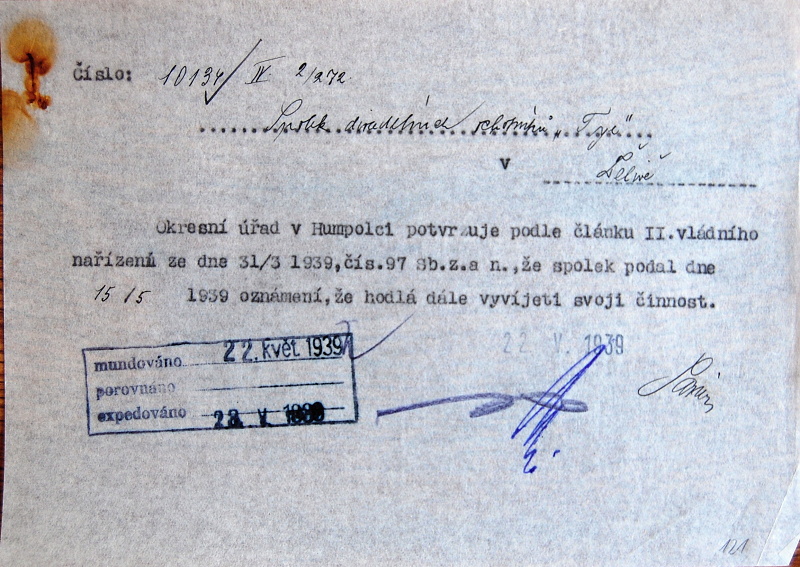 Číslo: 10134/IV 2/272
Spolek divadelních ochotníků „Tyl"
v Želivě
Okresní úřad v Humpolci potvrzuje podle článku II.vládního
nařízení ze dne 31/3 1939,čís.97 Sb.z.a n.,že spolek podal dne
15/5 1939 oznámení,že hodlá dále vyvíjeti svoji činnost.
22 V. 1939
mundováno 22. květ 1939
porovnáno
expedováno V
121